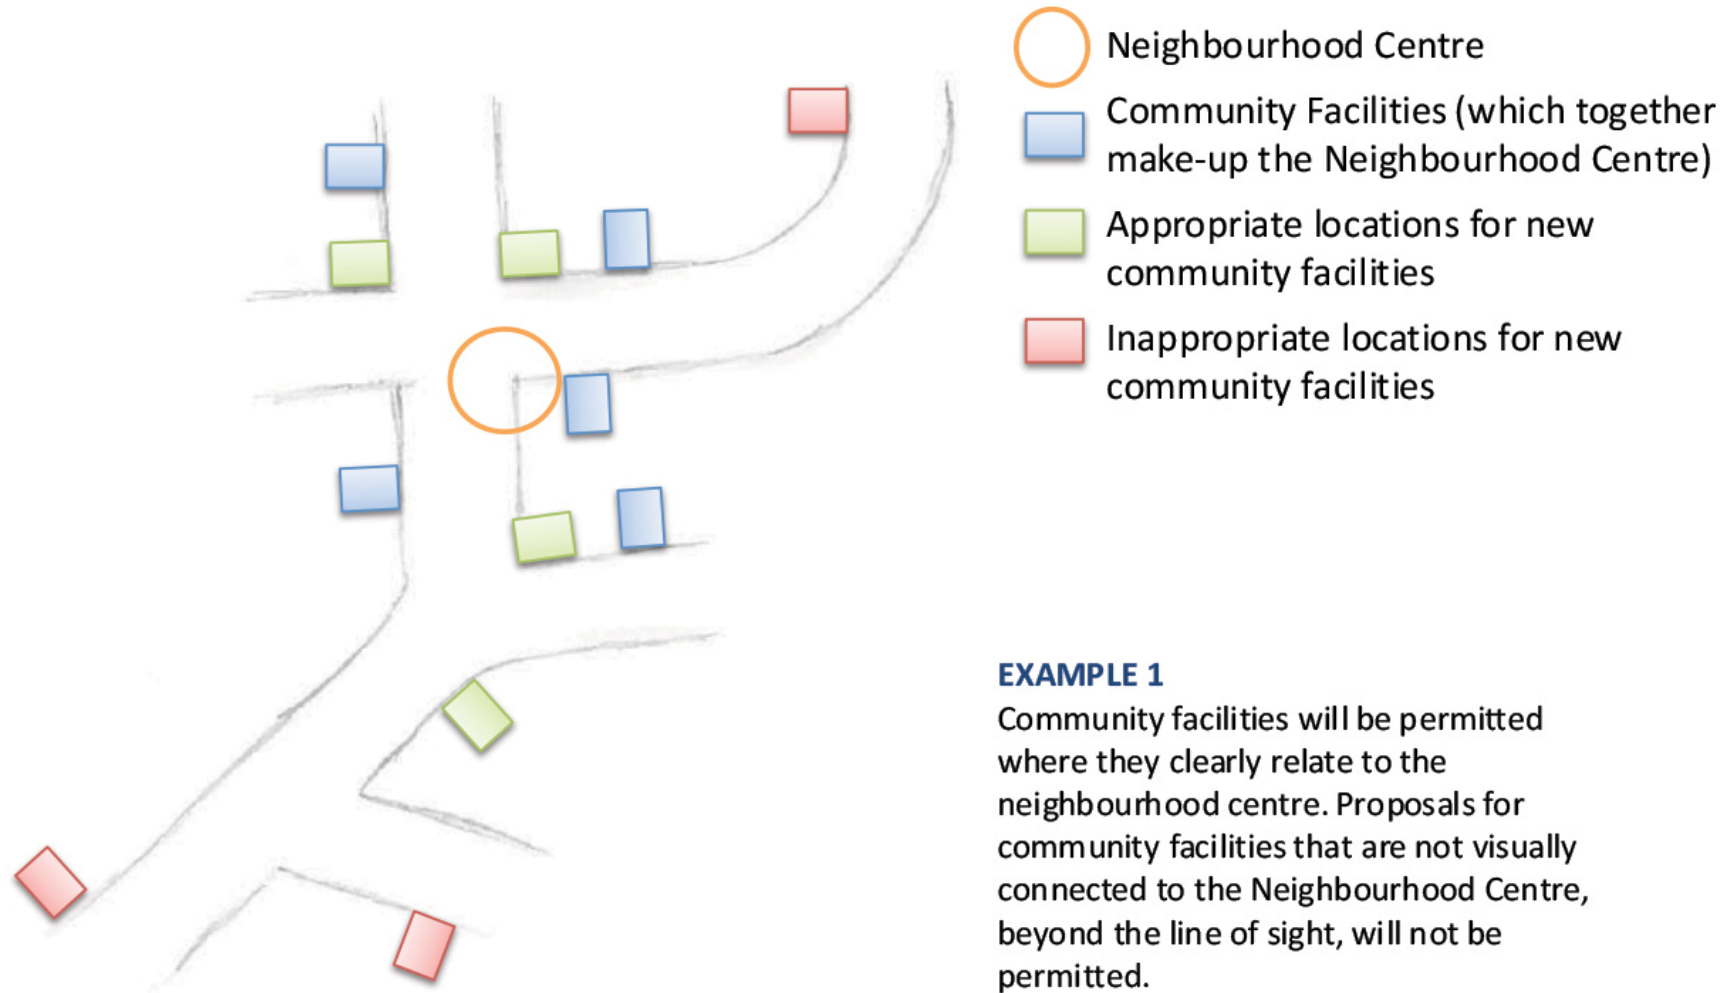 Neighbourhood Centre
Community Facilities (which together
make-up the Neighbourhood Centre)
Appropriate locations for new
community facilities
Inappropriate locations for new
community facilities
EXAMPLE 1
Community facilities will be permitted
where they clearly relate to the
neighbourhood centre. Proposals for
community facilities that are not visually
connected to the Neighbourhood Centre,
beyond the line of sight, will not be
permitted.